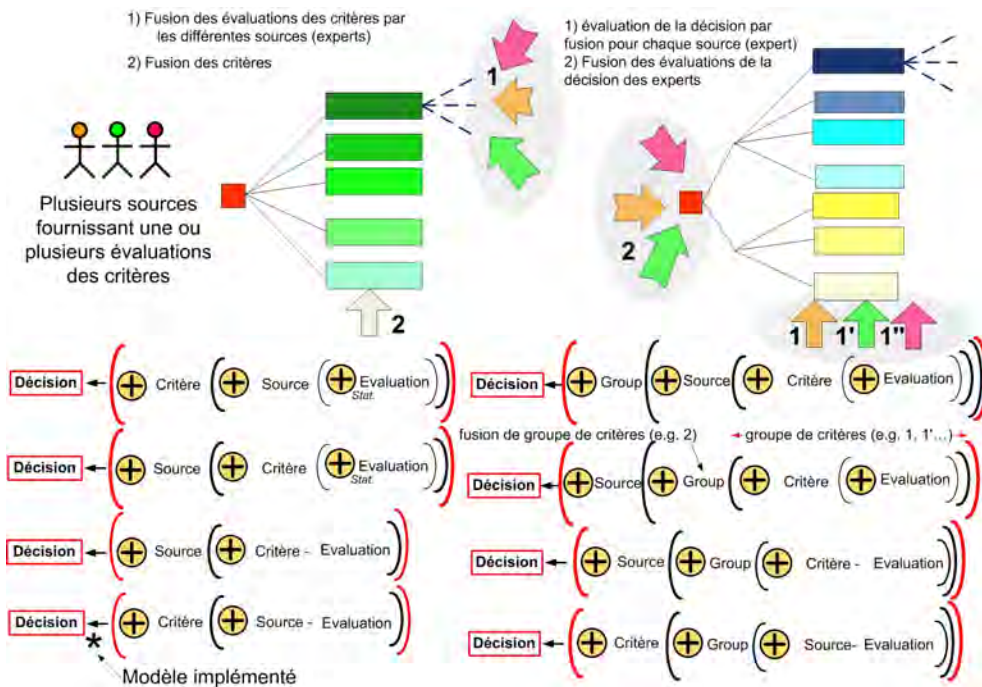 1) Fusion des évaluations des critères par
les différentes sources (experts)
2) Fusion des critères
1
Plusieurs sources
fournissant une ou
plusieurs évaluations
des critères
2
1) évaluation de la décision par
fusion pour chaque source (expert)
2) Fusion des évaluations de la
décision des experts
2
1 1' 1"
Décision Critère Source Evaluation
Stat.
Décision Source Critère Evaluation
Stat.
Décision Source Critère - Evaluation
Décision Critère Source - Evaluation
*
Modèle implémenté
Décision Group Source Critère Evaluation
fusion de groupe de critères (e.g. 2) groupe de critères (e.g. 1, 1'...)
Décision Source Group Critère Evaluation
Décision Source Group Critère - Evaluation
Décision Critère Group Source- Evaluation